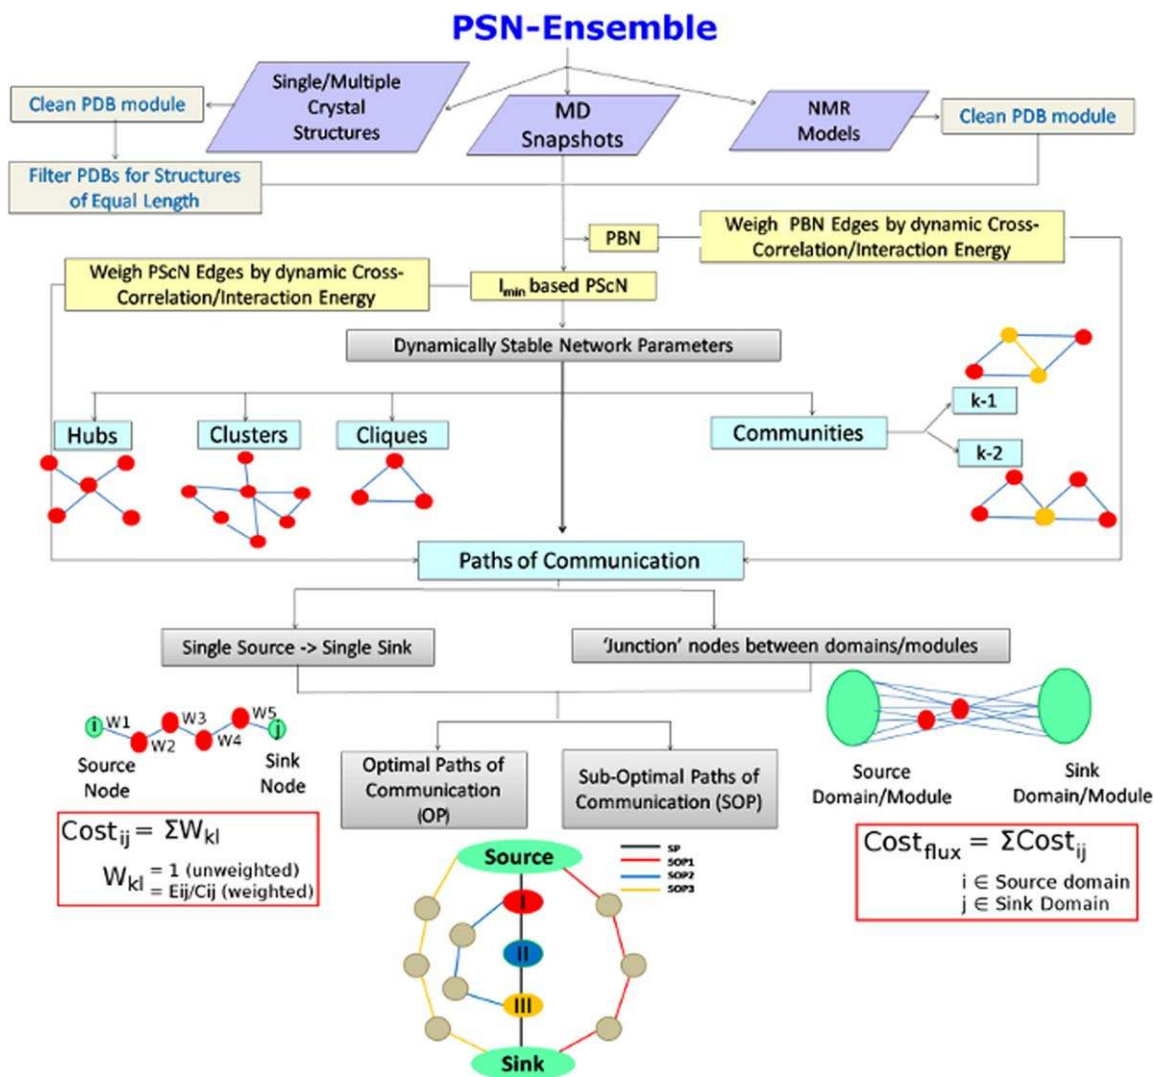 PSN-Ensemble
Single/Multiple
Crystal
Structures
Clean PDB module
MD
Snapshots
NMR
Models
Clean PDB module
Filter PDBs for Structures
of Equal Length
PBN
Weigh PBN Edges by dynamic Cross-
Correlation/Interaction Energy
Weigh PScN Edges by dynamic Cross-
Correlation/Interaction Energy
Imin based PScN
Dynamically Stable Network Parameters
Hubs
Clusters
Cliques
Communities
k-1
k-2
Paths of Communication
Single Source -> Single Sink
'Junction' nodes between domains/modules
i
W1
W2
W3
W4
W5
j
Source
Node
Sink
Node
Optimal Paths of
Communication
(OP)
Sub-Optimal Paths of
Communication (SOP)
Source
Domain/Module
Sink
Domain/Module
Costij = ΣWkl
Wkl = 1 (unweighted)
= Eij/Cij (weighted)
Costflux = ΣCostij
i ∈ Source domain
j ∈ Sink Domain
Source
SP
SOP1
SOP2
SOP3
I
II
III
Sink